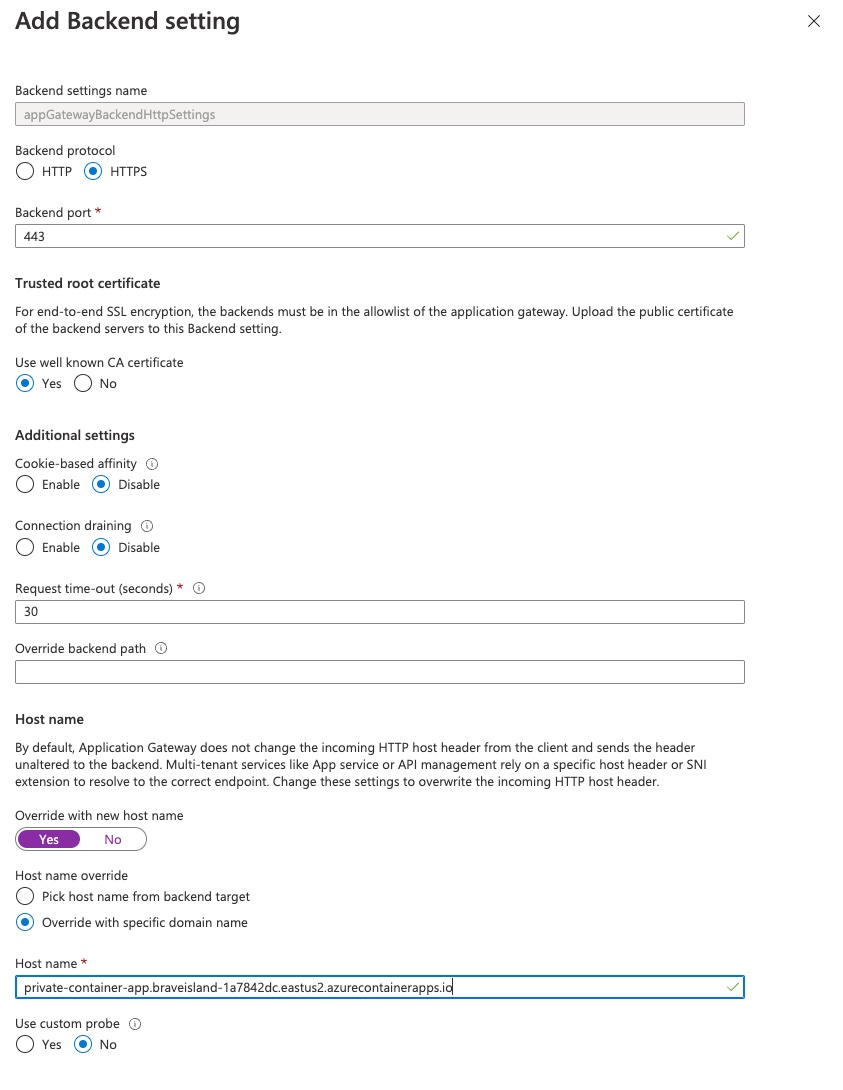 Add Backend setting
Backend settings name
appGatewayBackendHttpSettings
Backend protocol
HTTP HTTPS
Backend port *
443
Trusted root certificate
For end-to-end SSL encryption, the backends must be in the allowlist of the application gateway. Upload the public certificate
of the backend servers to this Backend setting.
Use well known CA certificate
Yes No
Additional settings
Cookie-based affinity
Enable Disable
Connection draining
Enable Disable
Request time-out (seconds) *
30
Override backend path
Host name
By default, Application Gateway does not change the incoming HTTP host header from the client and sends the header
unaltered to the backend. Multi-tenant services like App service or API management rely on a specific host header or SNI
extension to resolve to the correct endpoint. Change these settings to overwrite the incoming HTTP host header.
Override with new host name
Yes No
Host name override
Pick host name from backend target
Override with specific domain name
Host name *
private-container-app.braveisland-1a7842dc.eastus2.azurecontainerapps.io
Use custom probe
Yes No